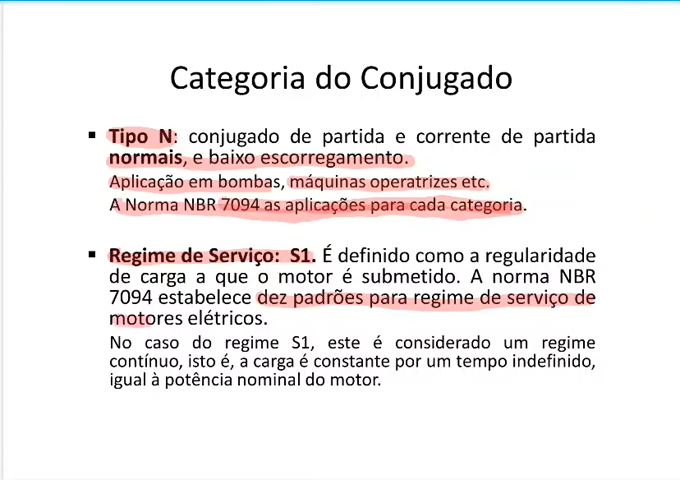 Categoria do Conjugado
▪ Tipo N: conjugado de partida e corrente de partida
normais, e baixo escorregamento.
Aplicação em bombas, máquinas operatrizes etc.
A Norma NBR 7094 as aplicações para cada categoria.
▪ Regime de Serviço: S1. É definido como a regularidade
de carga a que o motor é submetido. A norma NBR
7094 estabelece dez padrões para regime de serviço de
motores elétricos.
No caso do regime S1, este é considerado um regime
contínuo, isto é, a carga é constante por um tempo indefinido,
igual à potência nominal do motor.